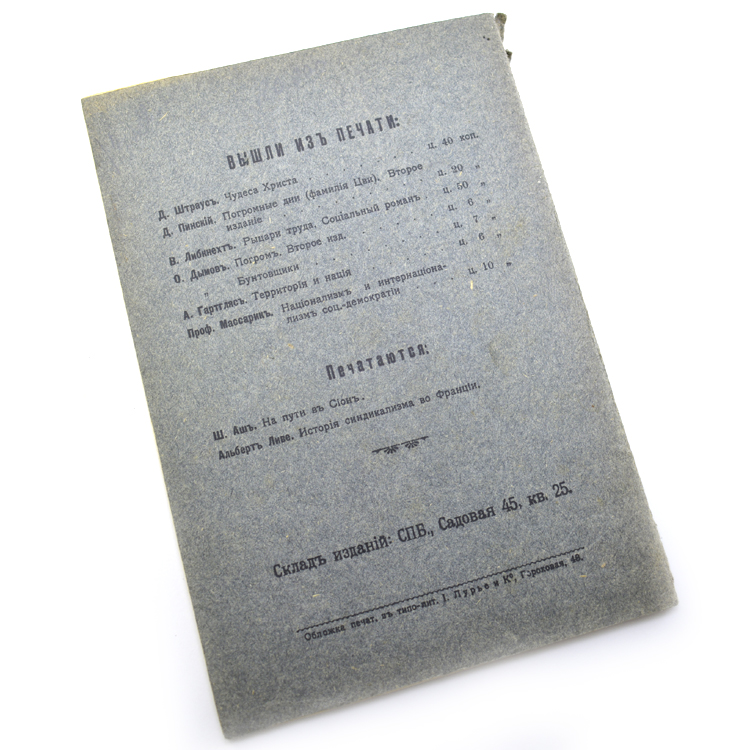 ВЫШЛИ ИЗЪ ПЕЧАТИ:
Д. Штраусъ. Чудеса Христа . . . . . . . . . ц. 40 коп.
Д. Пинскій. Погромные дни (фамилія Цви). Второе
изданіе . . . . . . . . . . . . ц. 20 „
В. Либкнехтъ. Рыцари труда. Соціальный романъ ц. 50 „
О. Дымовъ. Погромъ. Второе изд. . . . . . . ц. 6 „
„ Бунтовщики . . . . . . . . . ц. 7 „
А. Гартглясъ. Территорія и нація . . . . . . ц. 6 „
Проф. Массарикъ. Націонализмъ и интернаціона-
лизмъ соц.-демократіи . . . . ц. 10 „
Печатаются:
Ш. Ашъ. На пути въ Сіонъ.
Альбертъ Ливе. Исторія синдикализма во Франціи.
Складъ изданій: СПБ., Садовая 45, кв. 25.
Обложка печат. въ типо-лит. І. Лурье и Кº, Гороховая, 48.